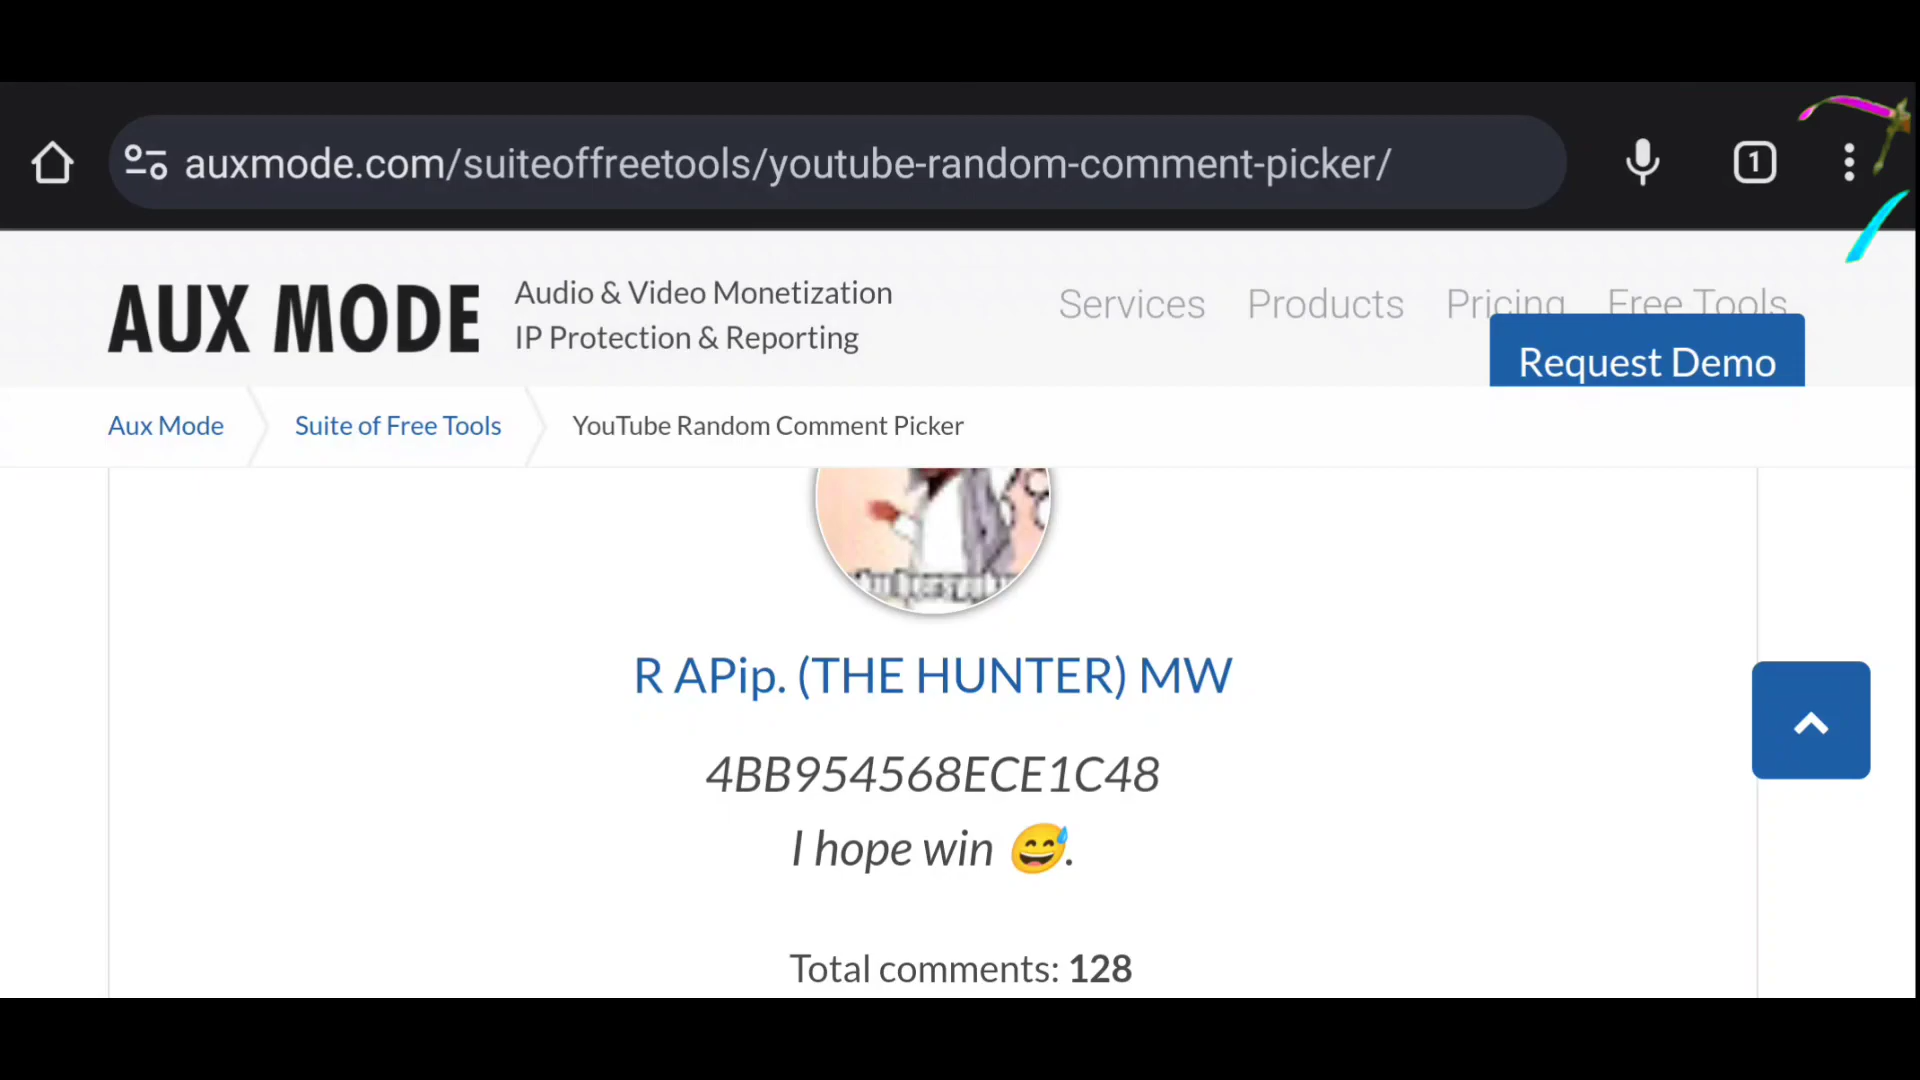 auxmode.com/suiteoffreetools/youtube-random-comment-picker/
1
AUX MODE
Audio & Video Monetization
IP Protection & Reporting
Services
Products
Pricing
Free Tools
Request Demo
Aux Mode
Suite of Free Tools
YouTube Random Comment Picker
R APip. (THE HUNTER) MW
4BB954568ECE1C48
I hope win 😅.
Total comments: 128